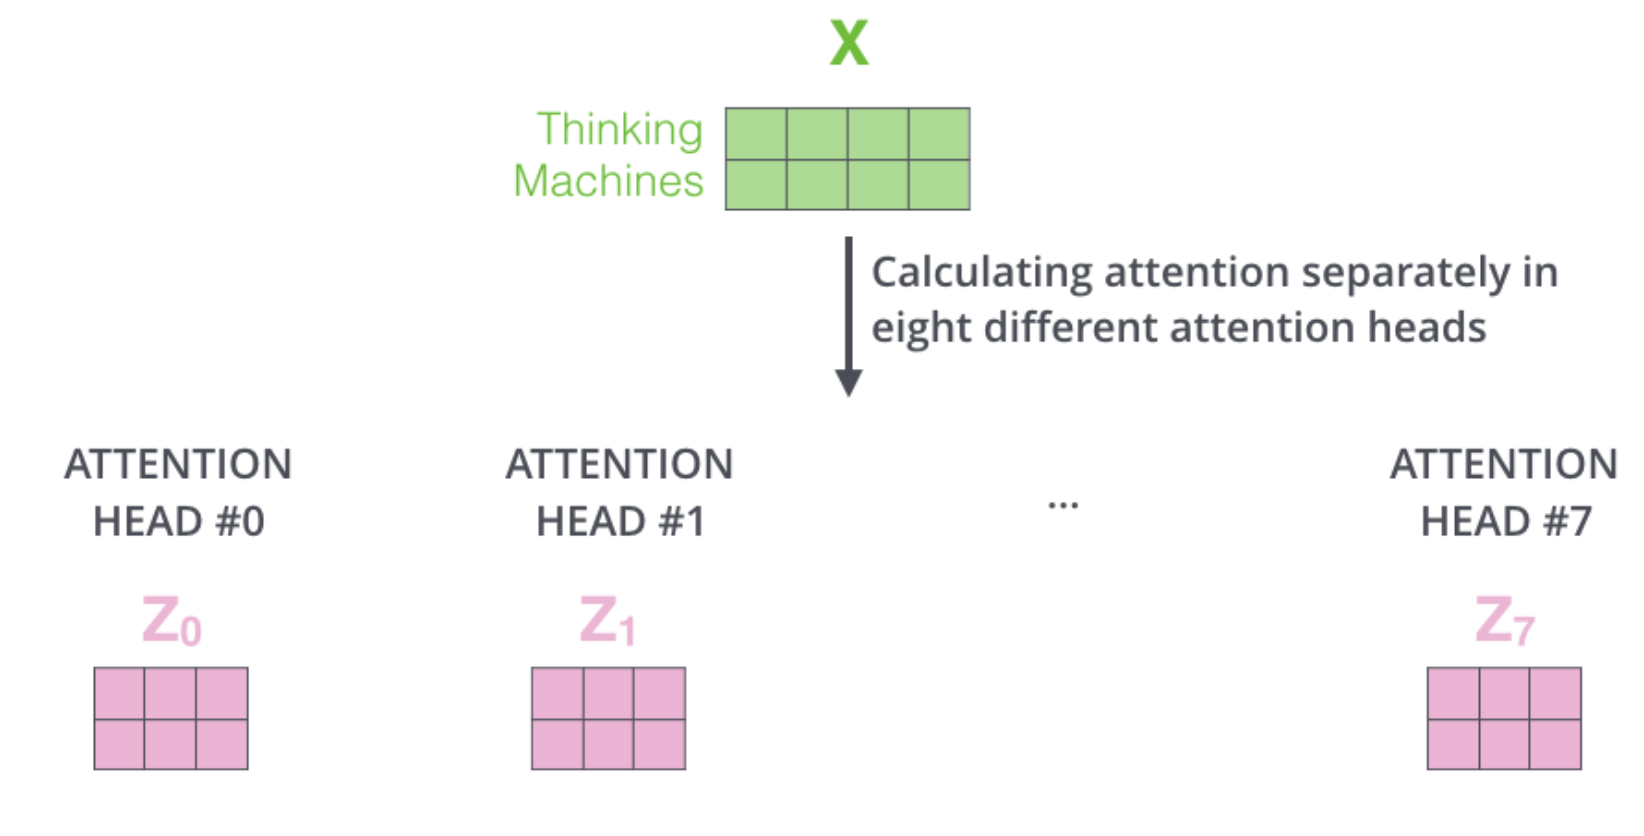 X
Thinking
Machines
Calculating attention separately in
eight different attention heads
ATTENTION
HEAD #0
ATTENTION
HEAD #1
...
ATTENTION
HEAD #7
Z0
Z1
Z7